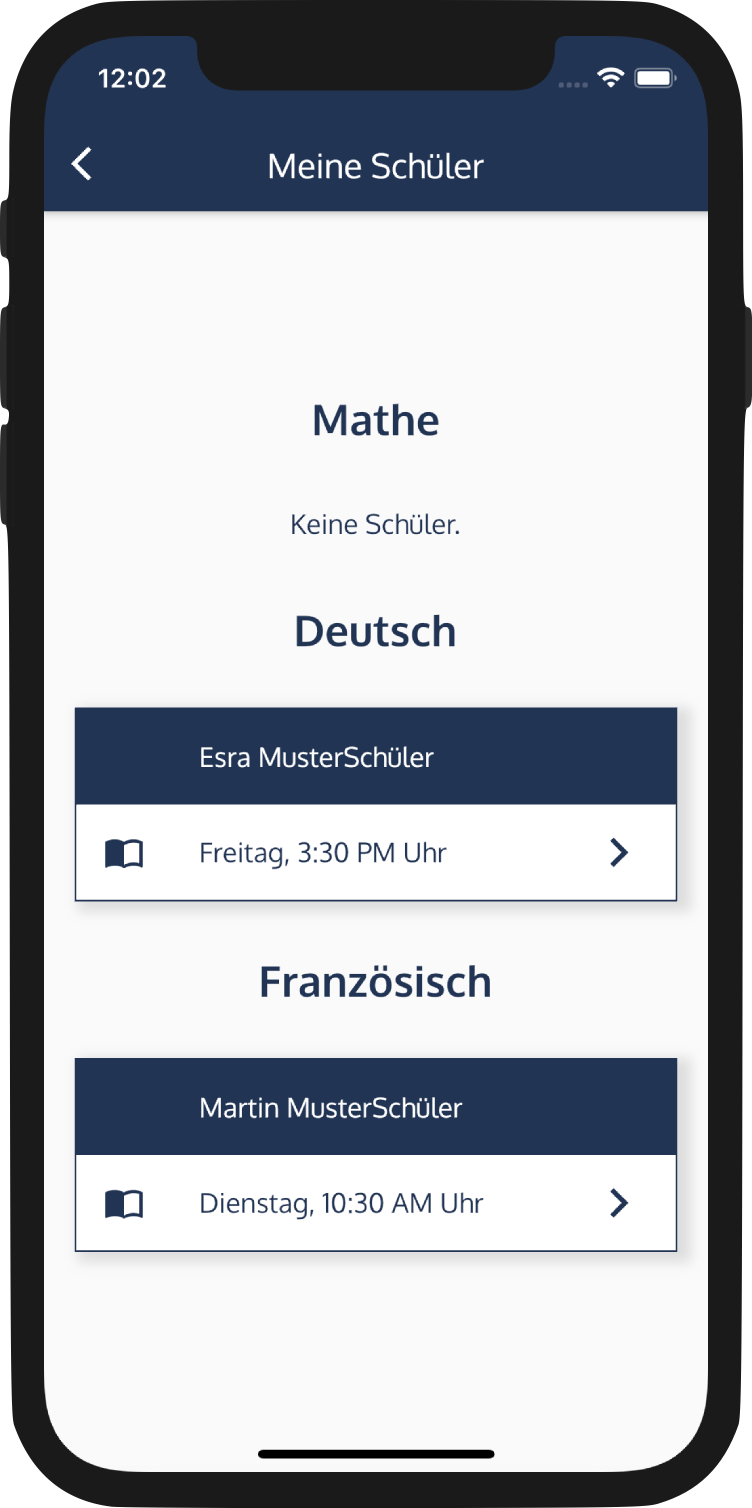 12:02
Meine Schüler
Mathe
Keine Schüler.
Deutsch
Esra MusterSchüler
Freitag, 3:30 PM Uhr
Französisch
Martin MusterSchüler
Dienstag, 10:30 AM Uhr